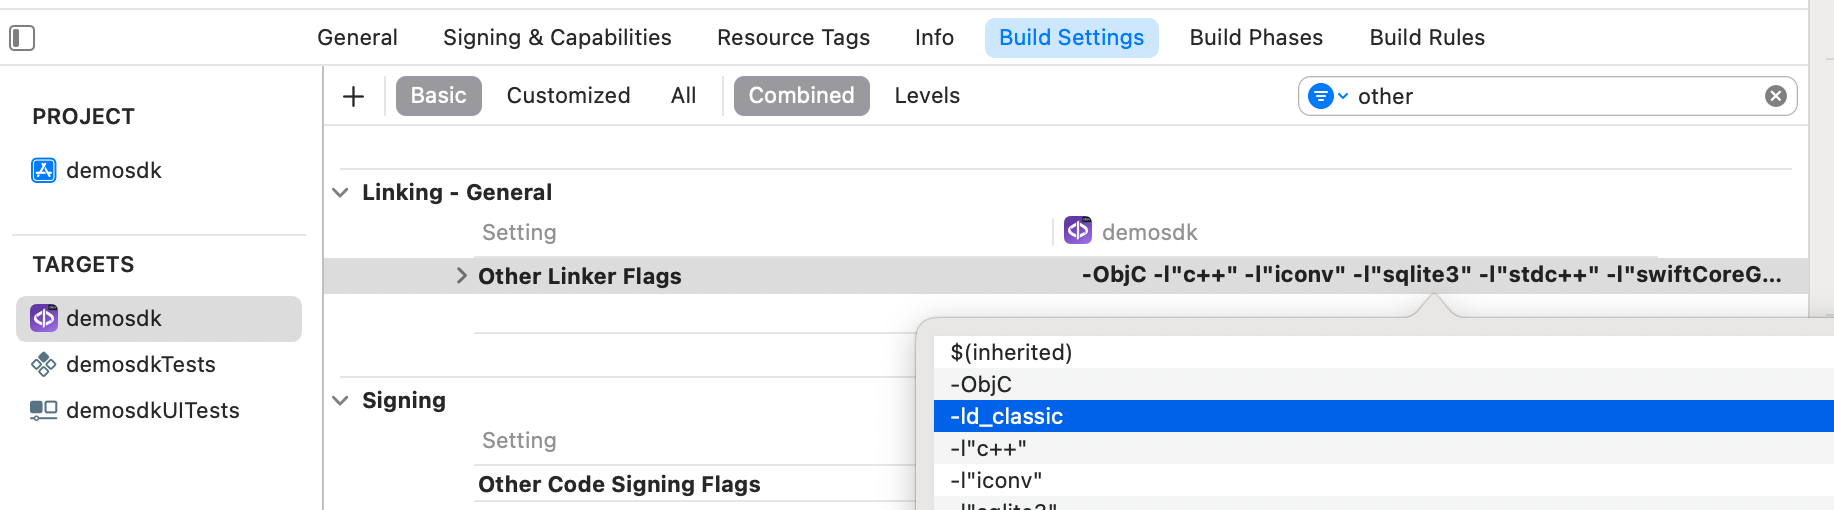 General Signing & Capabilities Resource Tags Info Build Settings Build Phases Build Rules
+ Basic Customized All Combined Levels other
PROJECT
demosdk
TARGETS
demosdk
demosdkTests
demosdkUITests
Linking - General
Setting demosdk
Other Linker Flags -ObjC -l"c++" -l"iconv" -l"sqlite3" -l"stdc++" -l"swiftCoreG...
$(inherited)
-ObjC
-ld_classic
-l"c++"
-l"iconv"
-l"sqlite3"
Signing
Setting
Other Code Signing Flags